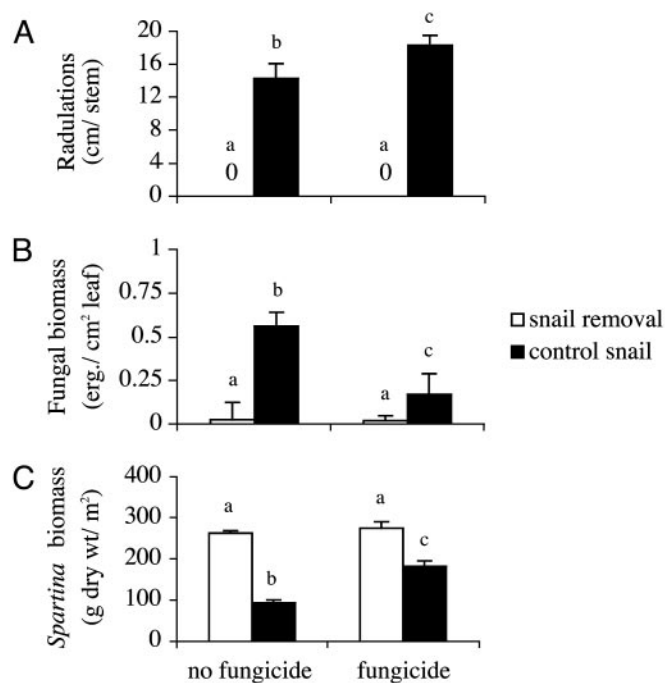 A
Radulations
(cm/ stem)
20
16
12
8
4
0
a
0
b
a
0
c
B
Fungal biomass
(erg./ cm² leaf)
1
0.75
0.5
0.25
0
a
b
a
c
snail removal
control snail
C
Spartina biomass
(g dry wt/ m²)
400
300
200
100
0
a
b
a
c
no fungicide
fungicide